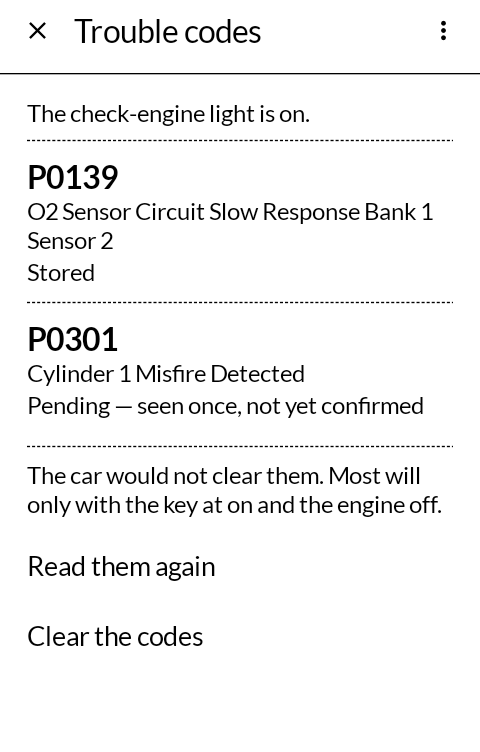 Trouble codes
The check-engine light is on.
P0139
O2 Sensor Circuit Slow Response Bank 1
Sensor 2
Stored
P0301
Cylinder 1 Misfire Detected
Pending — seen once, not yet confirmed
The car would not clear them. Most will
only with the key at on and the engine off.
Read them again
Clear the codes